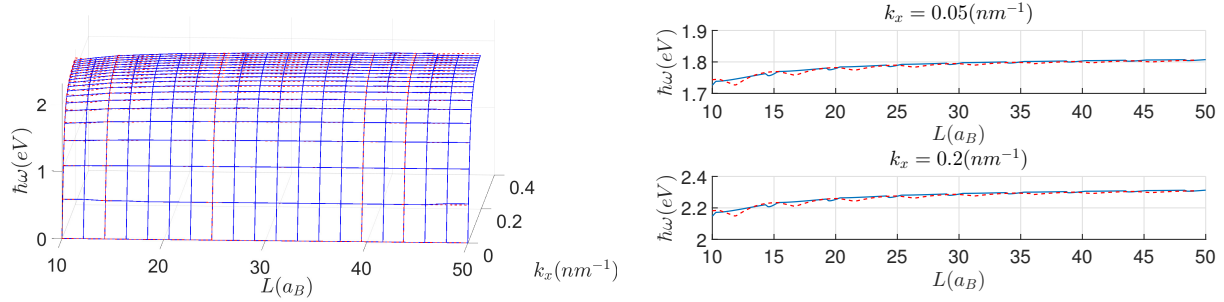 2
1
0
ħω(eV)
10
20
30
40
50
L(a_B)
0.4
0.2
0
k_x(nm⁻¹)
k_x = 0.05(nm⁻¹)
1.9
1.8
1.7
ħω(eV)
10 15 20 25 30 35 40 45 50
L(a_B)
k_x = 0.2(nm⁻¹)
2.4
2.2
2
ħω(eV)
10 15 20 25 30 35 40 45 50
L(a_B)